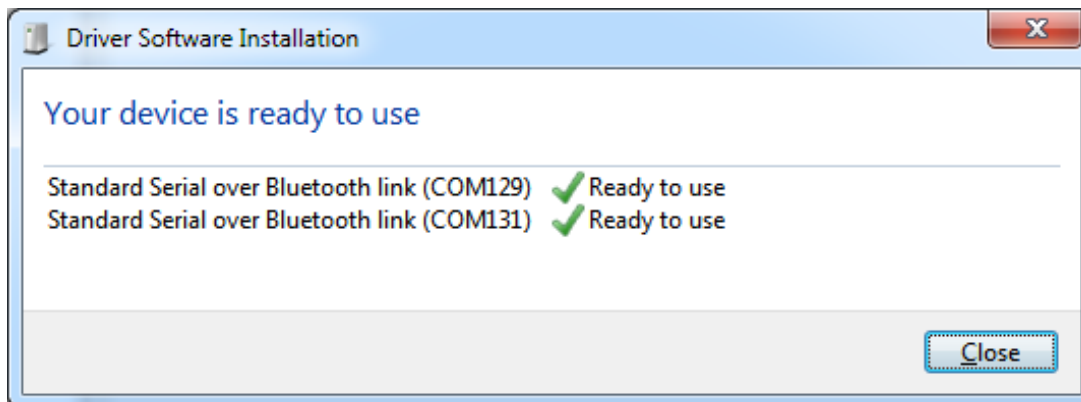 Driver Software Installation
Your device is ready to use
Standard Serial over Bluetooth link (COM129) Ready to use
Standard Serial over Bluetooth link (COM131) Ready to use
Close